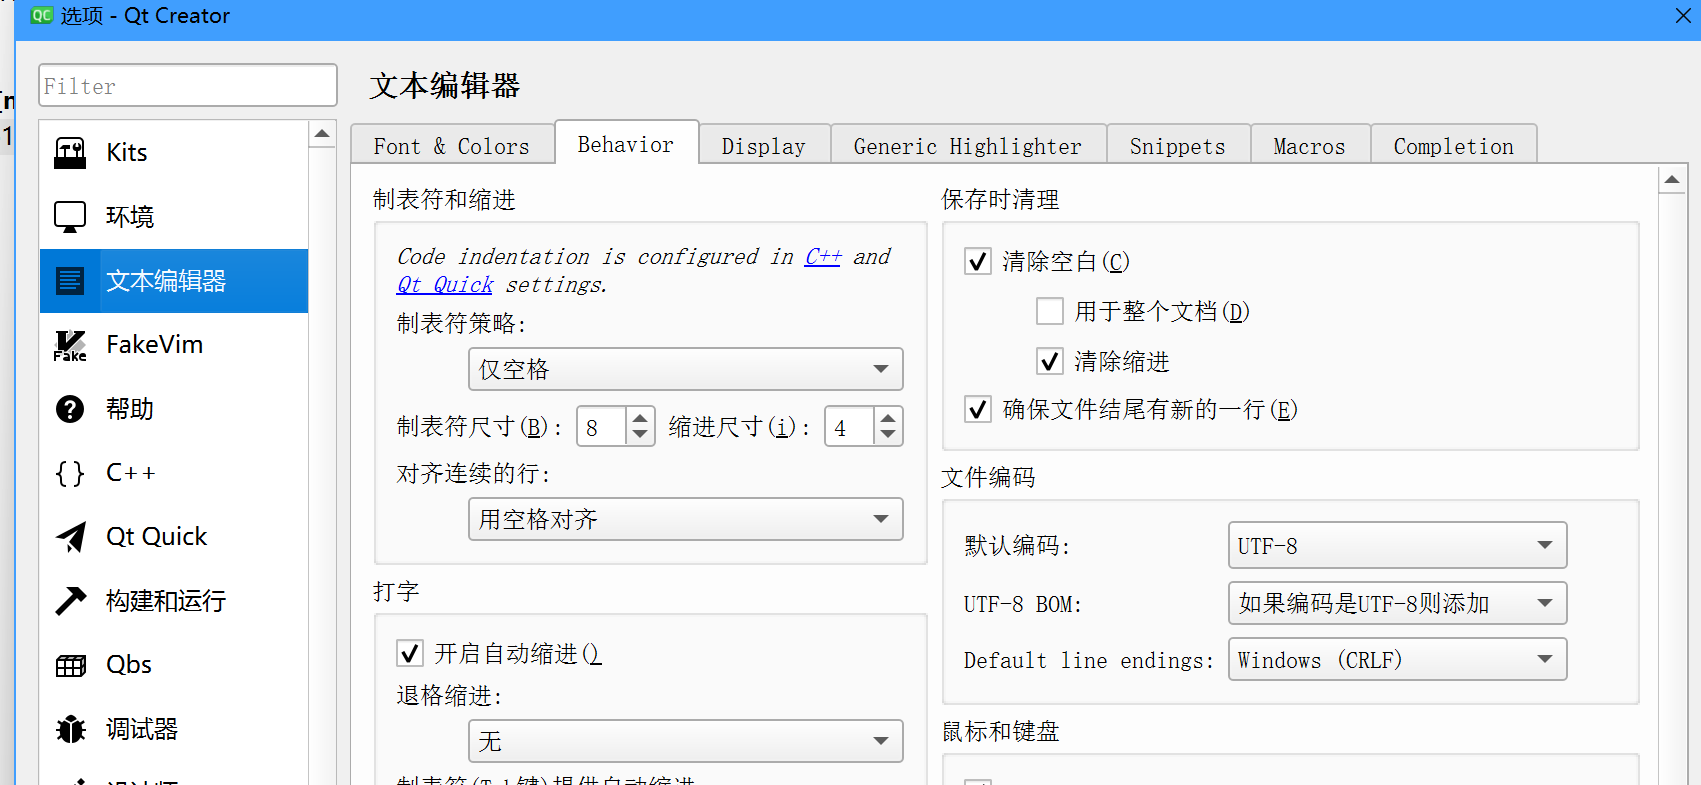 选项 - Qt Creator
Filter
Kits
环境
文本编辑器
FakeVim
帮助
C++
Qt Quick
构建和运行
Qbs
调试器
文本编辑器
Font & Colors
Behavior
Display
Generic Highlighter
Snippets
Macros
Completion
制表符和缩进
Code indentation is configured in C++ and
Qt Quick settings.
制表符策略:
仅空格
制表符尺寸(B): 8 缩进尺寸(i): 4
对齐连续的行:
用空格对齐
打字
开启自动缩进()
退格缩进:
无
保存时清理
清除空白(C)
用于整个文档(D)
清除缩进
确保文件结尾有新的一行(E)
文件编码
默认编码: UTF-8
UTF-8 BOM: 如果编码是UTF-8则添加
Default line endings: Windows (CRLF)
鼠标和键盘